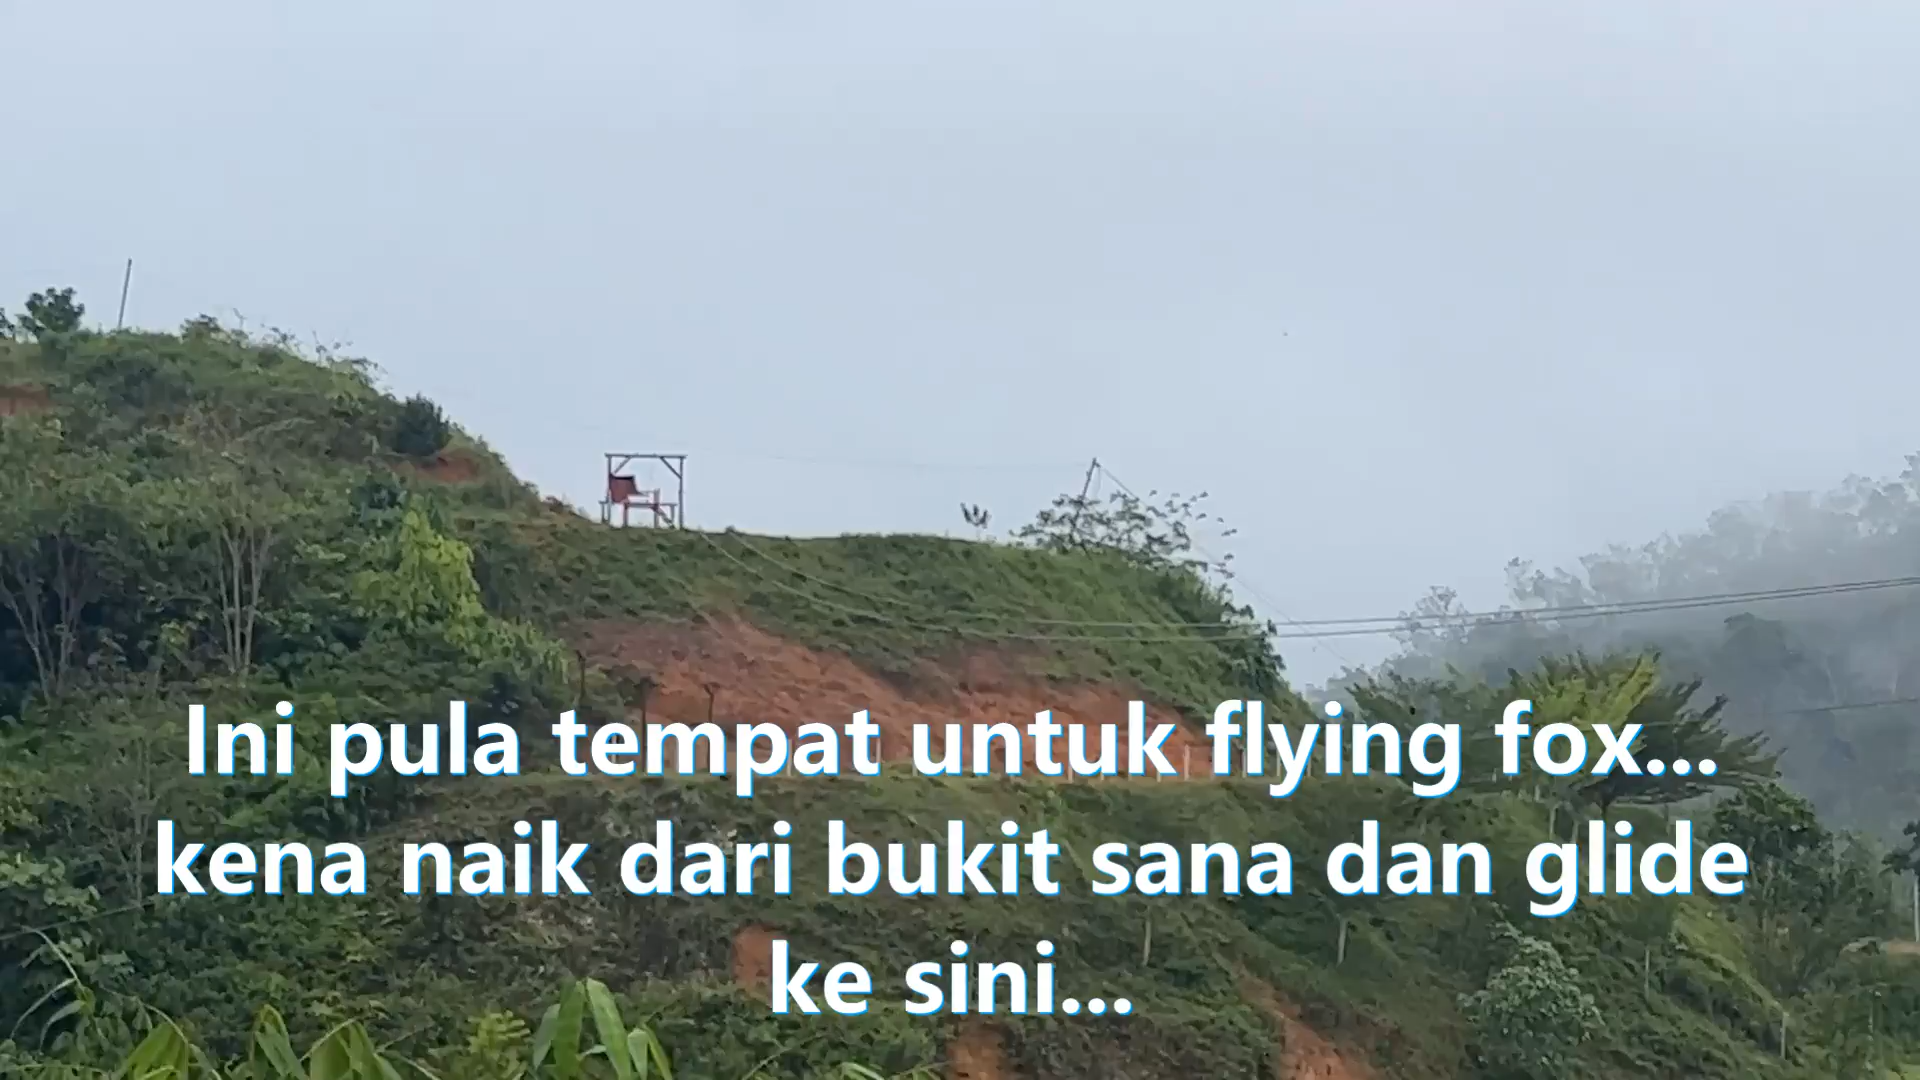 Ini pula tempat untuk flying fox...
kena naik dari bukit sana dan glide
ke sini...